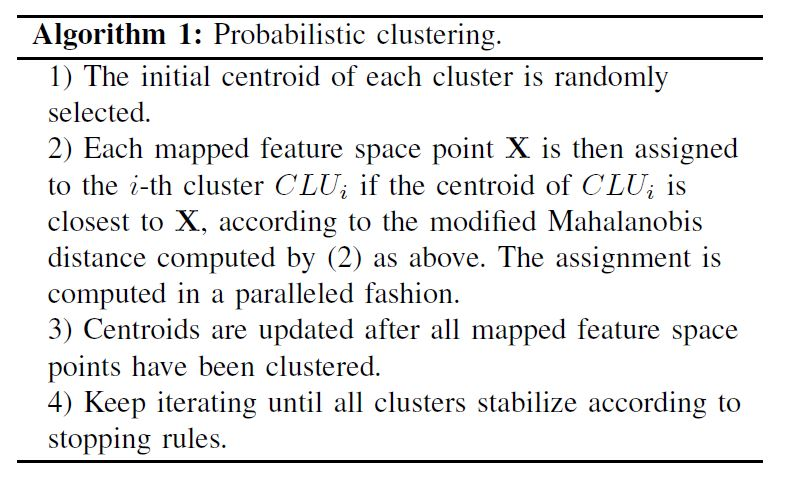 Algorithm 1: Probabilistic clustering.
1) The initial centroid of each cluster is randomly
selected.
2) Each mapped feature space point X is then assigned
to the i-th cluster CLU_i if the centroid of CLU_i is
closest to X, according to the modified Mahalanobis
distance computed by (2) as above. The assignment is
computed in a paralleled fashion.
3) Centroids are updated after all mapped feature space
points have been clustered.
4) Keep iterating until all clusters stabilize according to
stopping rules.